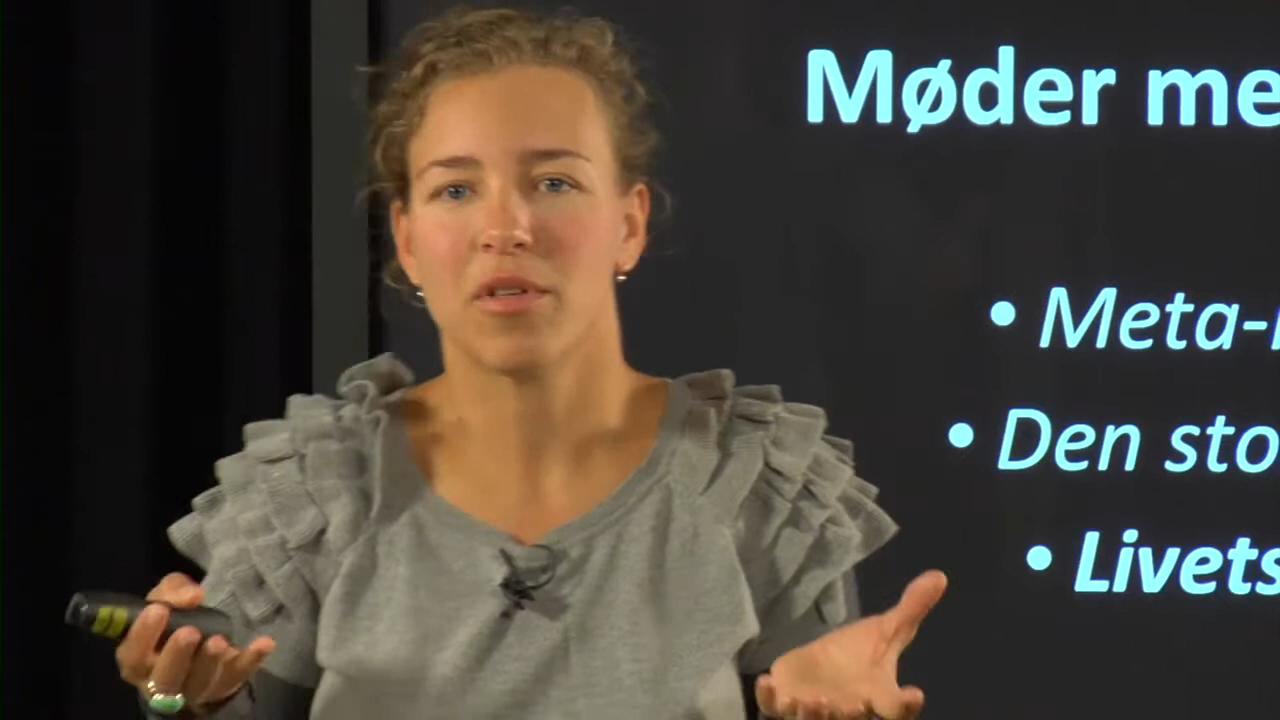 Møder me
• Meta-
• Den sto
• Livets